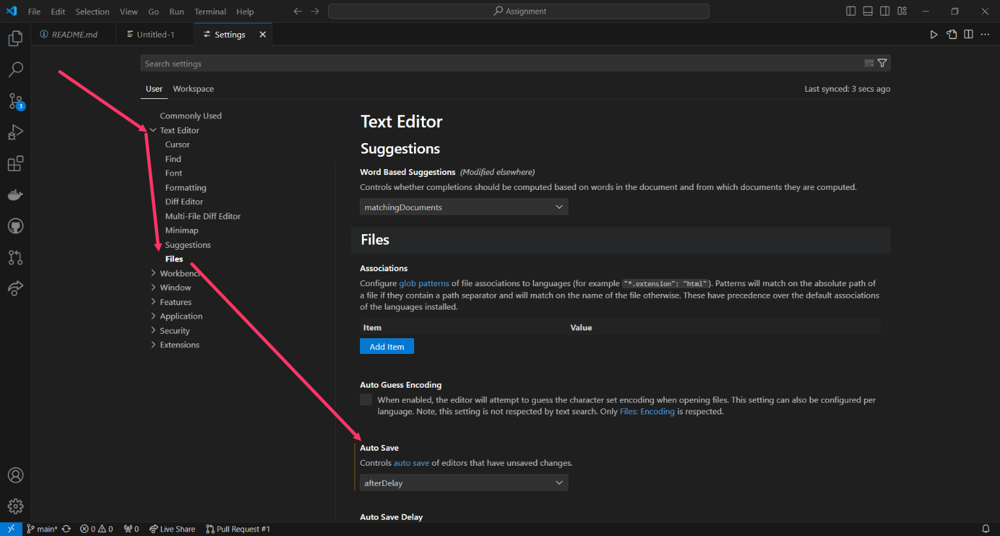 File Edit Selection View Go Run Terminal Help
Assignment
README.md
Untitled-1
Settings
Search settings
User Workspace
Last synced: 3 secs ago
3
Commonly Used
Text Editor
Cursor
Find
Font
Formatting
Diff Editor
Multi-File Diff Editor
Minimap
Suggestions
Files
Workbench
Window
Features
Application
Security
Extensions
Text Editor
Suggestions
Word Based Suggestions (Modified elsewhere)
Controls whether completions should be computed based on words in the document and from which documents they are computed.
matchingDocuments
Files
Associations
Configure glob patterns of file associations to languages (for example "*.extension": "html"). Patterns will match on the absolute path of
a file if they contain a path separator and will match on the name of the file otherwise. These have precedence over the default associations
of the languages installed.
Item Value
Add Item
Auto Guess Encoding
When enabled, the editor will attempt to guess the character set encoding when opening files. This setting can also be configured per
language. Note, this setting is not respected by text search. Only Files: Encoding is respected.
Auto Save
Controls auto save of editors that have unsaved changes.
afterDelay
Auto Save Delay
main* 0 0 0 Live Share Pull Request #1